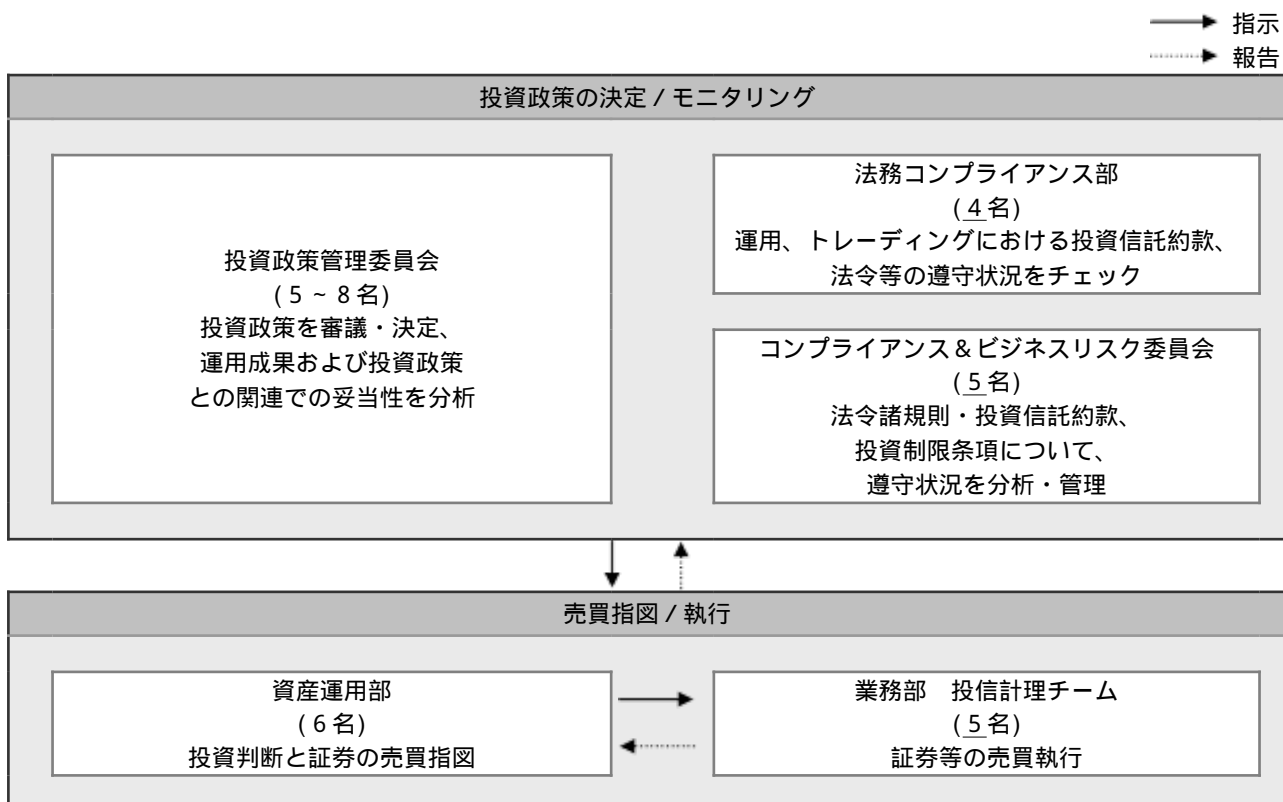 指示
報告
投資政策の決定 / モニタリング
投資政策管理委員会
( 5 ~ 8 名)
投資政策を審議・決定、
運用成果および投資政策
との関連での妥当性を分析
法務コンプライアンス部
( 4 名)
運用、トレーディングにおける投資信託約款、
法令等の遵守状況をチェック
コンプライアンス&ビジネスリスク委員会
( 5 名)
法令諸規則・投資信託約款、
投資制限条項について、
遵守状況を分析・管理
売買指図 / 執行
資産運用部
( 6 名)
投資判断と証券の売買指図
業務部 投信計理チーム
( 5 名)
証券等の売買執行